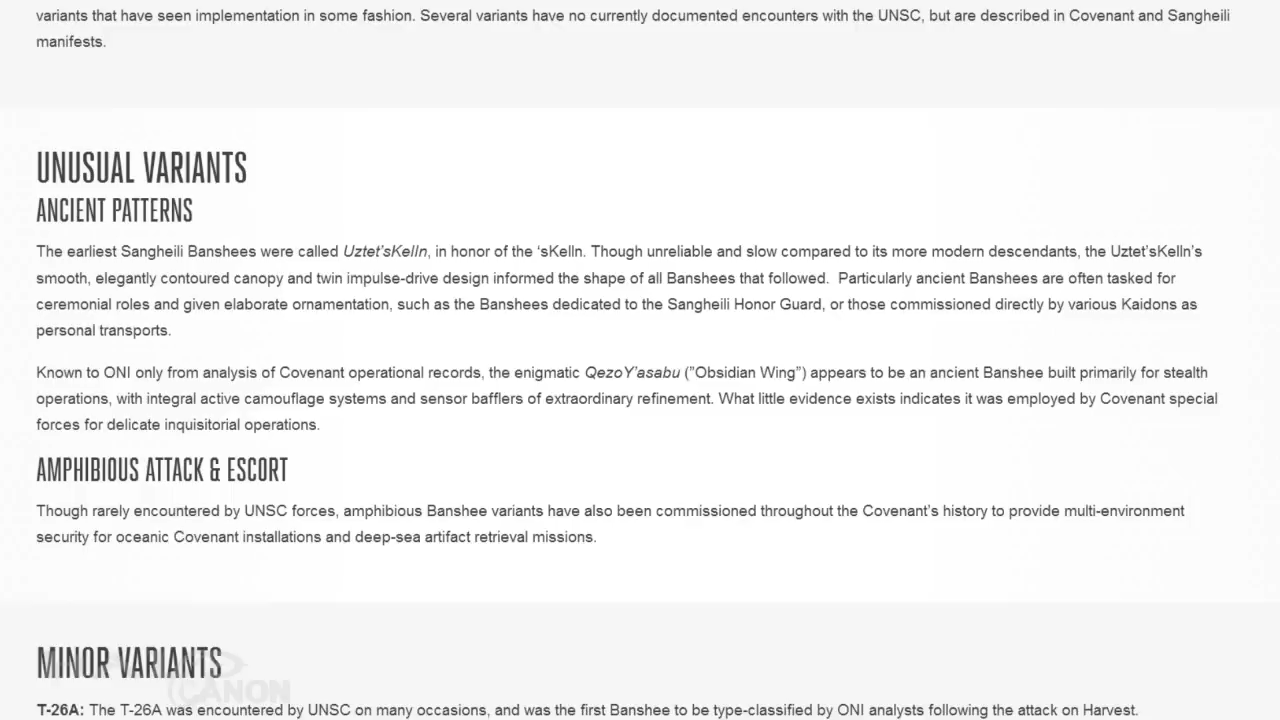 variants that have seen implementation in some fashion. Several variants have no currently documented encounters with the UNSC, but are described in Covenant and Sangheili
manifests.
UNUSUAL VARIANTS
ANCIENT PATTERNS
The earliest Sangheili Banshees were called Uztet’sKelln, in honor of the ‘sKelln. Though unreliable and slow compared to its more modern descendants, the Uztet’sKelln’s
smooth, elegantly contoured canopy and twin impulse-drive design informed the shape of all Banshees that followed.  Particularly ancient Banshees are often tasked for
ceremonial roles and given elaborate ornamentation, such as the Banshees dedicated to the Sangheili Honor Guard, or those commissioned directly by various Kaidons as
personal transports.
Known to ONI only from analysis of Covenant operational records, the enigmatic QezoY’asabu (”Obsidian Wing”) appears to be an ancient Banshee built primarily for stealth
operations, with integral active camouflage systems and sensor bafflers of extraordinary refinement. What little evidence exists indicates it was employed by Covenant special
forces for delicate inquisitorial operations.
AMPHIBIOUS ATTACK & ESCORT
Though rarely encountered by UNSC forces, amphibious Banshee variants have also been commissioned throughout the Covenant’s history to provide multi-environment
security for oceanic Covenant installations and deep-sea artifact retrieval missions.
MINOR VARIANTS
CANON
T-26A: The T-26A was encountered by UNSC on many occasions, and was the first Banshee to be type-classified by ONI analysts following the attack on Harvest.